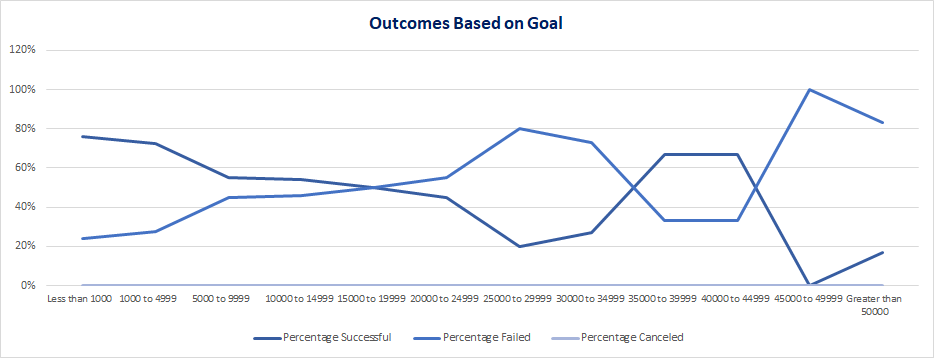 Outcomes Based on Goal
120%
100%
80%
60%
40%
20%
0%
Less than 1000 1000 to 4999 5000 to 9999 10000 to 14999 15000 to 19999 20000 to 24999 25000 to 29999 30000 to 34999 35000 to 39999 40000 to 44999 45000 to 49999 Greater than
50000
Percentage Successful Percentage Failed Percentage Canceled